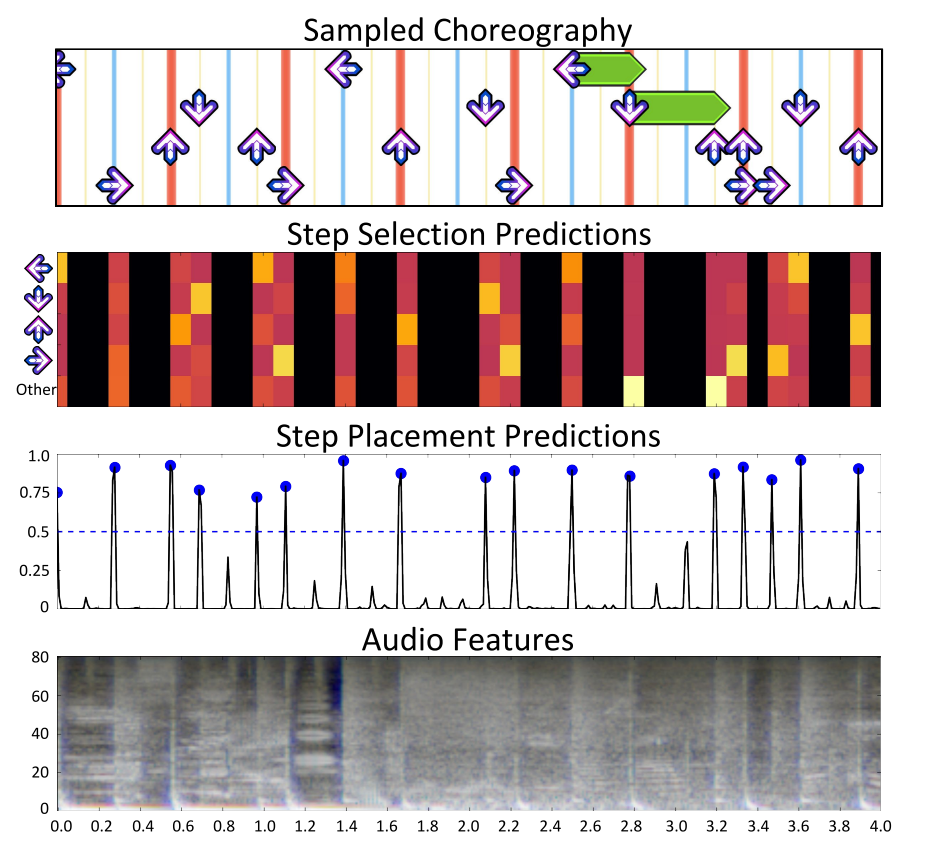 Sampled Choreography
Step Selection Predictions
Other
Step Placement Predictions
1.0
0.75
0.5
0.25
0
Audio Features
80
60
40
20
0
0.0 0.2 0.4 0.6 0.8 1.0 1.2 1.4 1.6 1.8 2.0 2.2 2.4 2.6 2.8 3.0 3.2 3.4 3.6 3.8 4.0